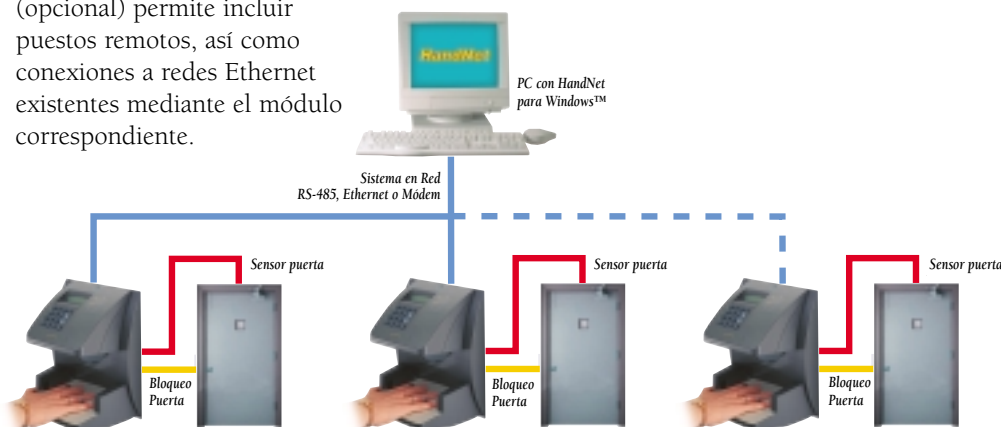 (opcional) permite incluir
puestos remotos, así como
conexiones a redes Ethernet
existentes mediante el módulo
correspondiente.
HandNet
PC con HandNet
para Windows™
Sistema en Red
RS-485, Ethernet o Módem
Sensor puerta
Sensor puerta
Sensor puerta
Bloqueo
Puerta
Bloqueo
Puerta
Bloqueo
Puerta